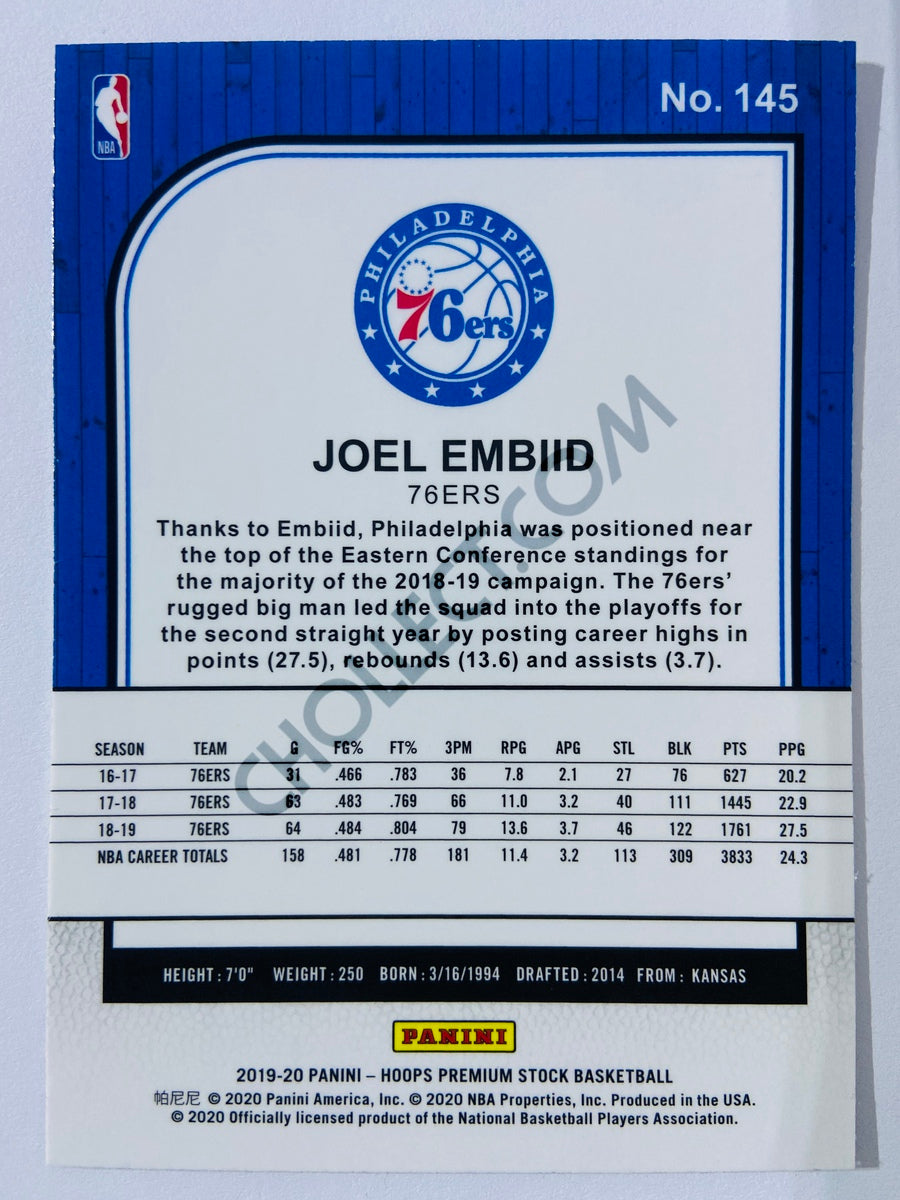 No. 145
NBA
PHILADELPHIA
76ers
JOEL EMBIID
76ERS
Thanks to Embiid, Philadelphia was positioned near
the top of the Eastern Conference standings for
the majority of the 2018-19 campaign. The 76ers’
rugged big man led the squad into the playoffs for
the second straight year by posting career highs in
points (27.5), rebounds (13.6) and assists (3.7).
CHOLLECT.COM
SEASON TEAM G FG% FT% 3PM RPG APG STL BLK PTS PPG
16-17 76ERS 31 .466 .783 36 7.8 2.1 27 76 627 20.2
17-18 76ERS 63 .483 .769 66 11.0 3.2 40 111 1445 22.9
18-19 76ERS 64 .484 .804 79 13.6 3.7 46 122 1761 27.5
NBA CAREER TOTALS 158 .481 .778 181 11.4 3.2 113 309 3833 24.3
HEIGHT: 7'0" WEIGHT: 250 BORN: 3/16/1994 DRAFTED: 2014 FROM: KANSAS
PANINI
2019-20 PANINI – HOOPS PREMIUM STOCK BASKETBALL
帕尼尼 © 2020 Panini America, Inc. © 2020 NBA Properties, Inc. Produced in the USA.
© 2020 Officially licensed product of the National Basketball Players Association.